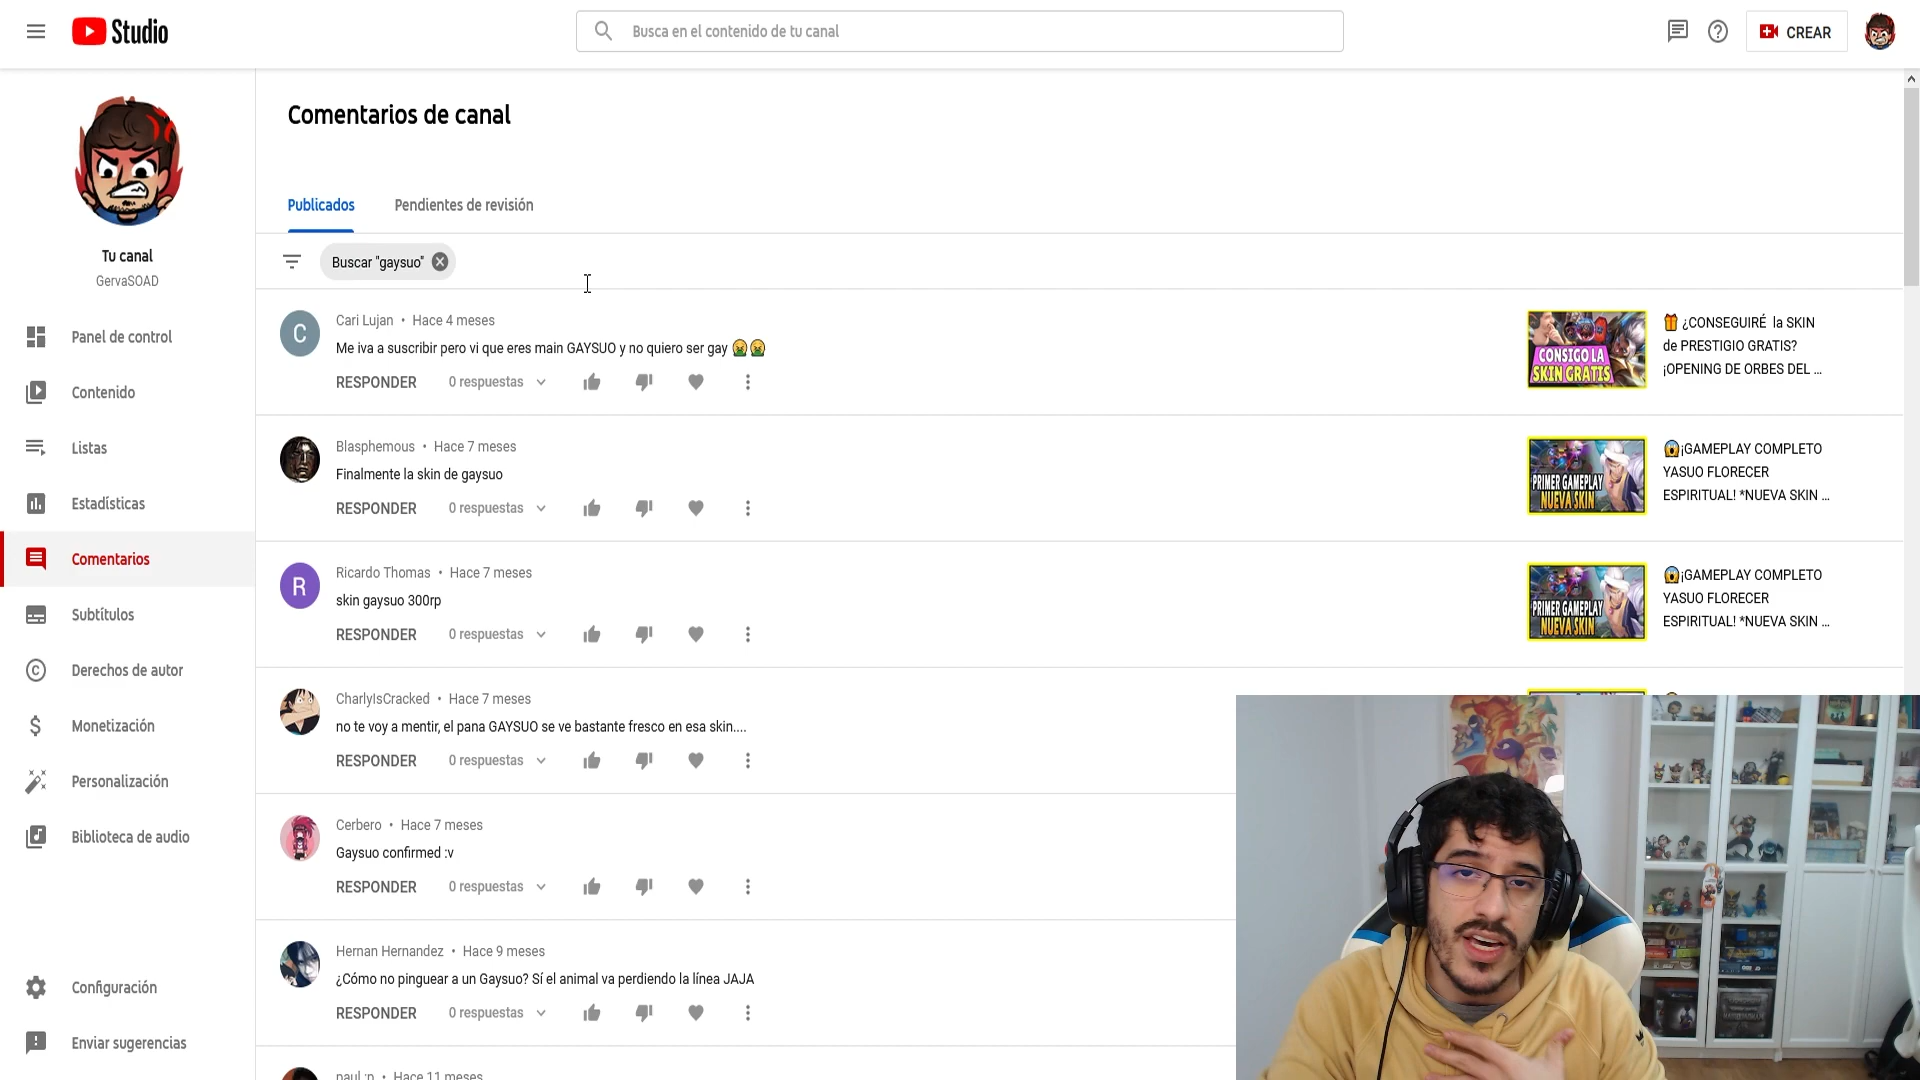 Studio
Busca en el contenido de tu canal
CREAR
Tu canal
GervaSOAD
Panel de control
Contenido
Listas
Estadísticas
Comentarios
Subtítulos
Derechos de autor
Monetización
Personalización
Biblioteca de audio
Configuración
Enviar sugerencias
Comentarios de canal
Publicados
Pendientes de revisión
Buscar "gaysuo"
Cari Lujan • Hace 4 meses
Me iva a suscribir pero vi que eres main GAYSUO y no quiero ser gay 🤮🤮
RESPONDER 0 respuestas
CONSIGO LA
SKIN GRATIS
🎁 ¿CONSEGUIRÉ la SKIN
de PRESTIGIO GRATIS?
¡OPENING DE ORBES DEL ...
Blasphemous • Hace 7 meses
Finalmente la skin de gaysuo
RESPONDER 0 respuestas
PRIMER GAMEPLAY
NUEVA SKIN
😱¡GAMEPLAY COMPLETO
YASUO FLORECER
ESPIRITUAL! *NUEVA SKIN ...
Ricardo Thomas • Hace 7 meses
skin gaysuo 300rp
RESPONDER 0 respuestas
PRIMER GAMEPLAY
NUEVA SKIN
😱¡GAMEPLAY COMPLETO
YASUO FLORECER
ESPIRITUAL! *NUEVA SKIN ...
CharlyIsCracked • Hace 7 meses
no te voy a mentir, el pana GAYSUO se ve bastante fresco en esa skin....
RESPONDER 0 respuestas
Cerbero • Hace 7 meses
Gaysuo confirmed :v
RESPONDER 0 respuestas
Hernan Hernandez • Hace 9 meses
¿Cómo no pinguear a un Gaysuo? Sí el animal va perdiendo la línea JAJA
RESPONDER 0 respuestas
paul :p • Hace 11 meses